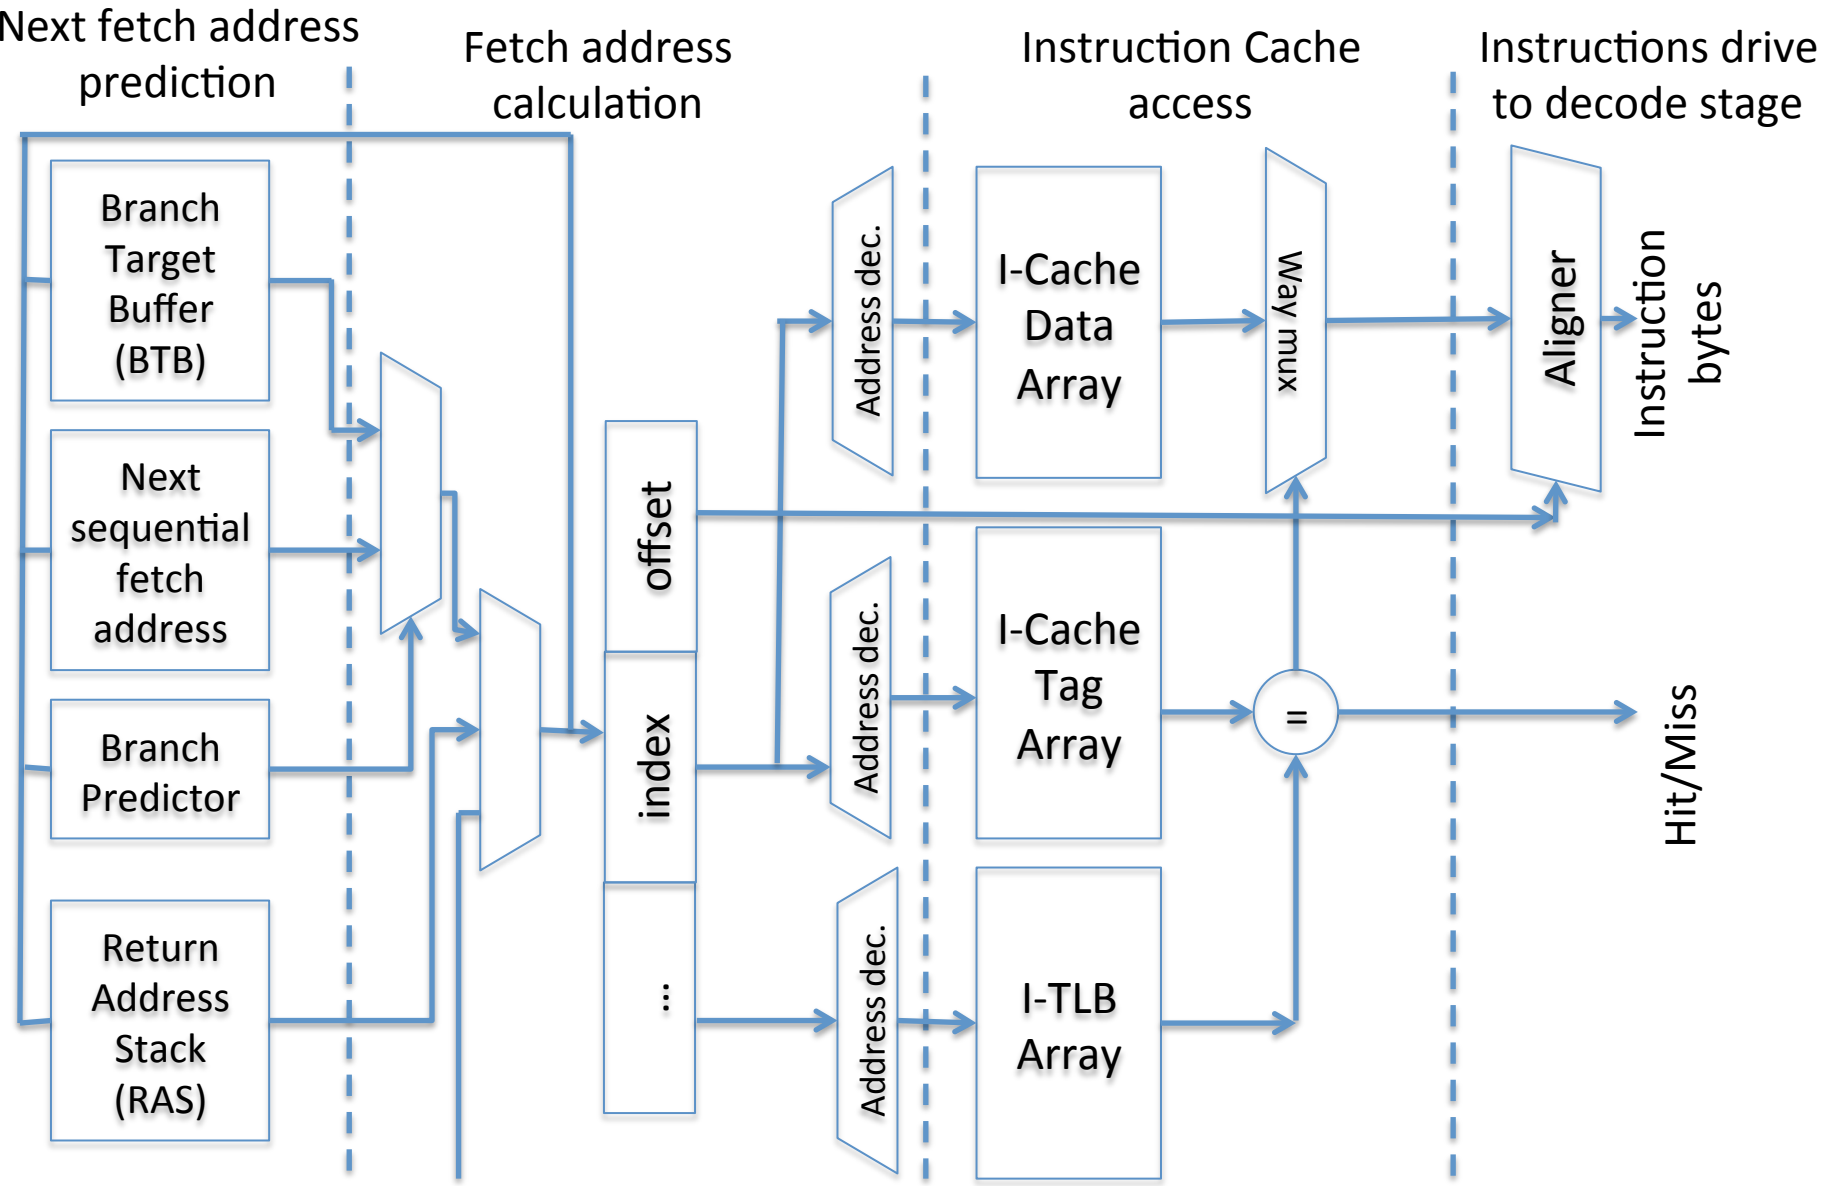 Next fetch address
prediction
Fetch address
calculation
Instruction Cache
access
Instructions drive
to decode stage
Branch
Target
Buffer
(BTB)
Next
sequential
fetch
address
Branch
Predictor
Return
Address
Stack
(RAS)
offset
index
...
Address dec.
Address dec.
Address dec.
I-Cache
Data
Array
I-Cache
Tag
Array
I-TLB
Array
Way mux
=
Aligner
Instruction
bytes
Hit/Miss